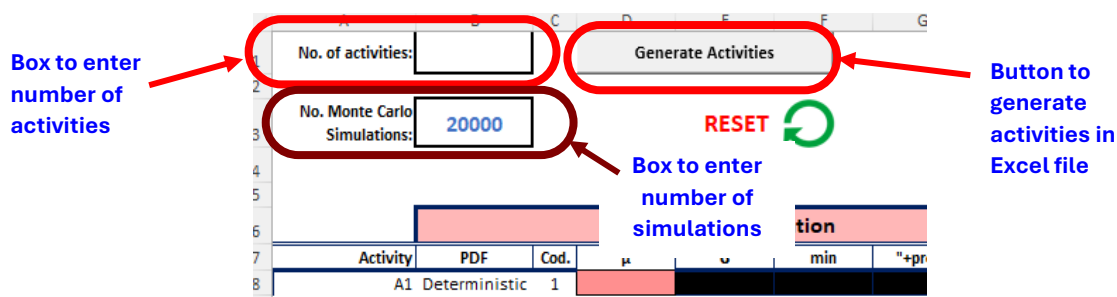 A B C D E F G
1 No. of activities: Generate Activities
Box to enter
number of
activities
Button to
generate
activities in
Excel file
2
3 No. Monte Carlo
Simulations: 20000 RESET
4
Box to enter
number of
simulations
5
6 tion
7 Activity PDF Cod. μ σ min "+pr
8 A1 Deterministic 1